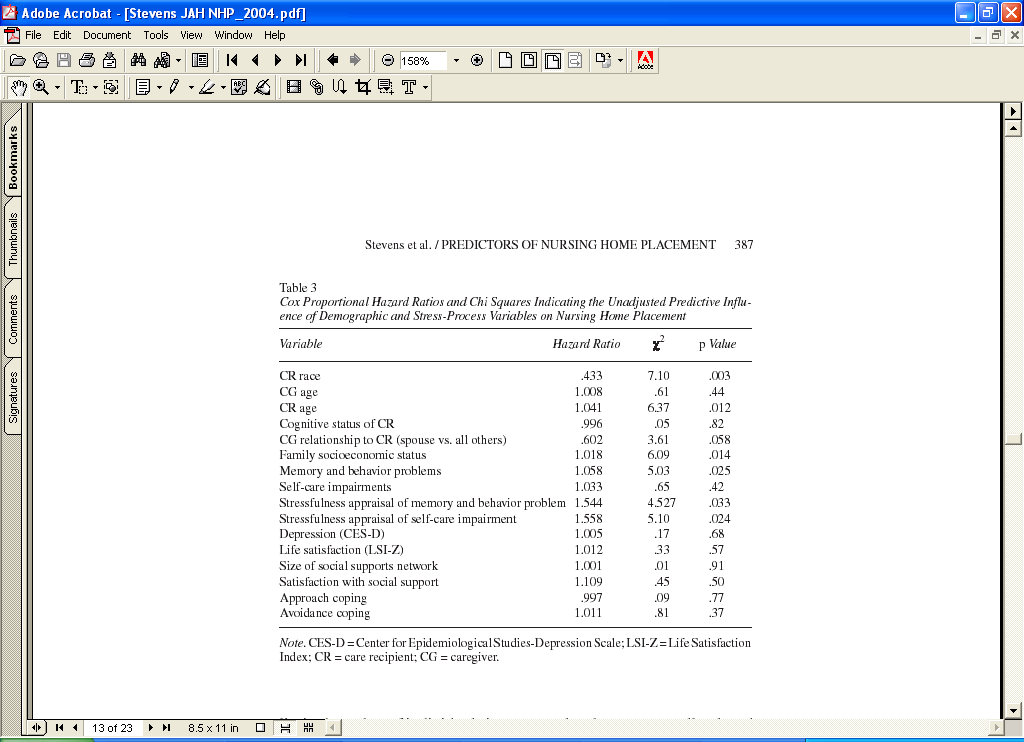 Adobe Acrobat - [Stevens JAH NHP_2004.pdf]
File Edit Document Tools View Window Help
158%
Adobe
Bookmarks
Thumbnails
Comments
Signatures
Stevens et al. / PREDICTORS OF NURSING HOME PLACEMENT 387
Table 3
Cox Proportional Hazard Ratios and Chi Squares Indicating the Unadjusted Predictive Influ-
ence of Demographic and Stress-Process Variables on Nursing Home Placement
Variable Hazard Ratio χ² p Value
CR race .433 7.10 .003
CG age 1.008 .61 .44
CR age 1.041 6.37 .012
Cognitive status of CR .996 .05 .82
CG relationship to CR (spouse vs. all others) .602 3.61 .058
Family socioeconomic status 1.018 6.09 .014
Memory and behavior problems 1.058 5.03 .025
Self-care impairments 1.033 .65 .42
Stressfulness appraisal of memory and behavior problem 1.544 4.527 .033
Stressfulness appraisal of self-care impairment 1.558 5.10 .024
Depression (CES-D) 1.005 .17 .68
Life satisfaction (LSI-Z) 1.012 .33 .57
Size of social supports network 1.001 .01 .91
Satisfaction with social support 1.109 .45 .50
Approach coping .997 .09 .77
Avoidance coping 1.011 .81 .37
Note. CES-D = Center for Epidemiological Studies-Depression Scale; LSI-Z = Life Satisfaction
Index; CR = care recipient; CG = caregiver.
13 of 23 8.5 x 11 in